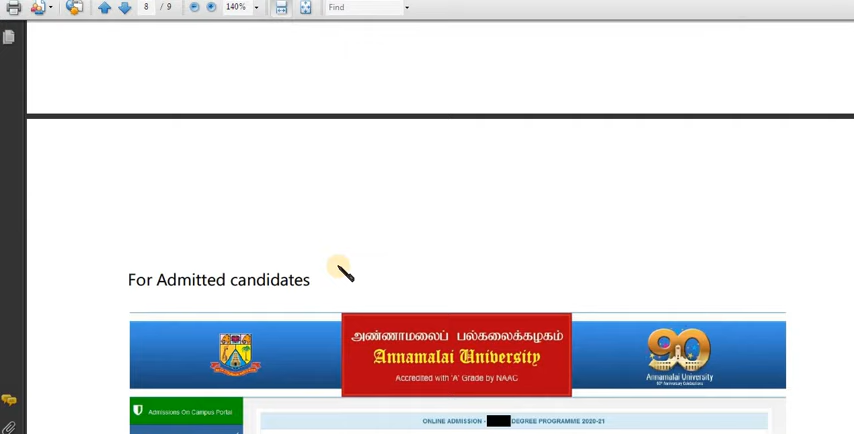 8 / 9 140% Find
For Admitted candidates
அண்ணாமலைப் பல்கலைக்கழகம்
Annamalai University
Accredited with 'A' Grade by NAAC
90
Annamalai University
Admissions On Campus Portal
ONLINE ADMISSION - DEGREE PROGRAMME 2020-21